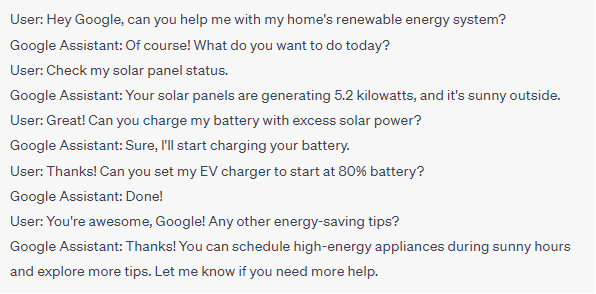 User: Hey Google, can you help me with my home's renewable energy system?
Google Assistant: Of course! What do you want to do today?
User: Check my solar panel status.
Google Assistant: Your solar panels are generating 5.2 kilowatts, and it's sunny outside.
User: Great! Can you charge my battery with excess solar power?
Google Assistant: Sure, I'll start charging your battery.
User: Thanks! Can you set my EV charger to start at 80% battery?
Google Assistant: Done!
User: You're awesome, Google! Any other energy-saving tips?
Google Assistant: Thanks! You can schedule high-energy appliances during sunny hours
and explore more tips. Let me know if you need more help.